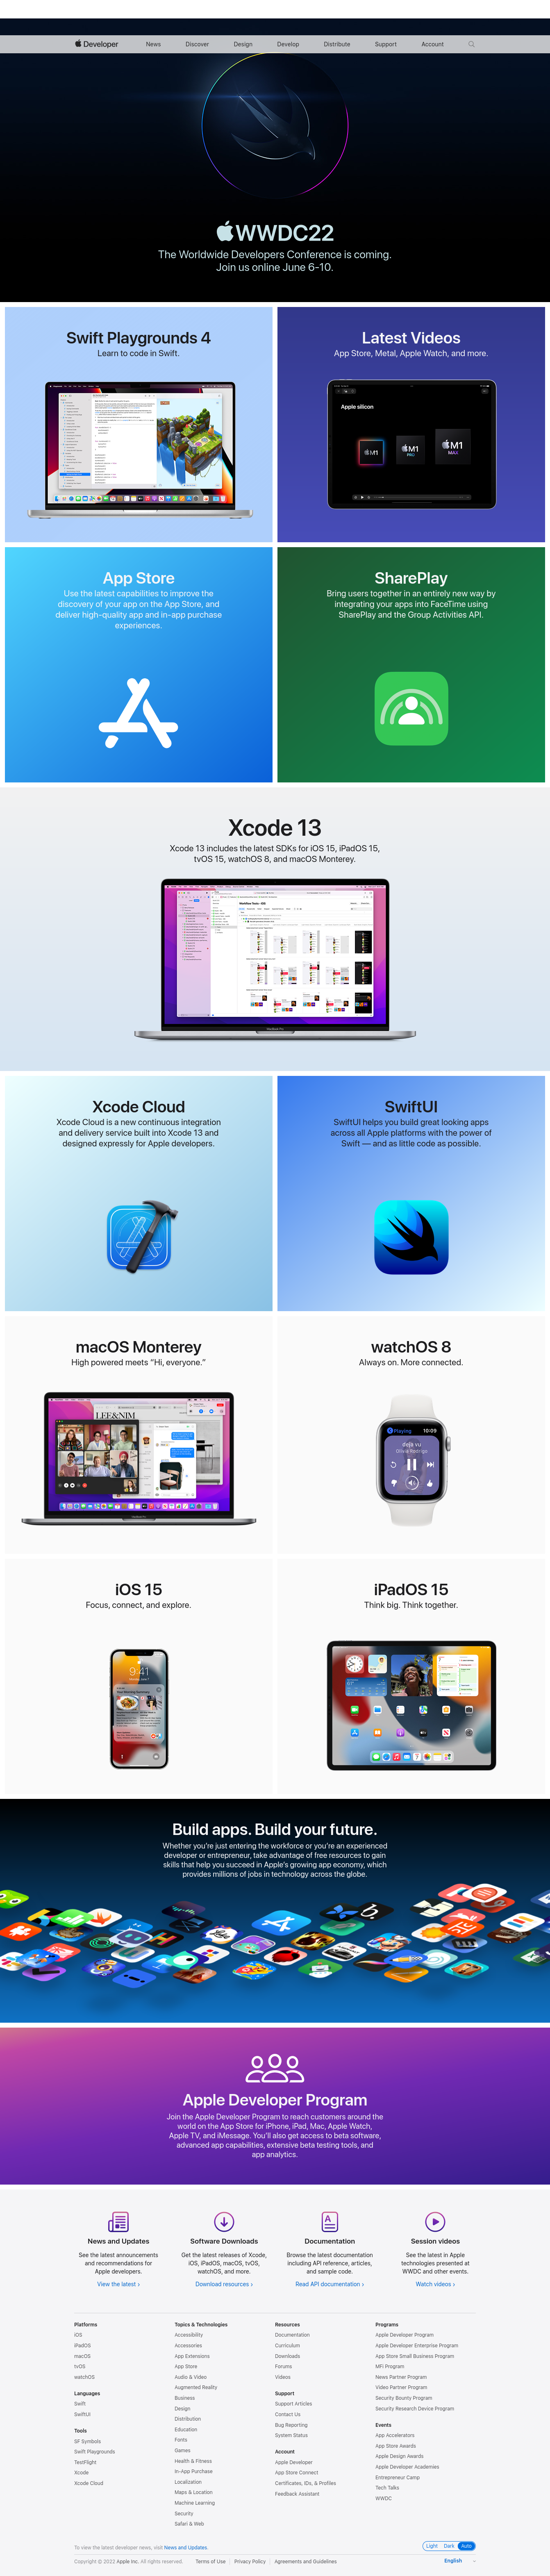 Developer News Discover Design Develop Distribute Support Account
WWDC22
The Worldwide Developers Conference is coming.
Join us online June 6-10.
Swift Playgrounds 4
Learn to code in Swift.
Latest Videos
App Store, Metal, Apple Watch, and more.
Apple silicon
M1
M1
PRO
M1
MAX
App Store
Use the latest capabilities to improve the
discovery of your app on the App Store, and
deliver high-quality app and in-app purchase
experiences.
SharePlay
Bring users together in an entirely new way by
integrating your apps into FaceTime using
SharePlay and the Group Activities API.
Xcode 13
Xcode 13 includes the latest SDKs for iOS 15, iPadOS 15,
tvOS 15, watchOS 8, and macOS Monterey.
MacBook Pro
Xcode Cloud
Xcode Cloud is a new continuous integration
and delivery service built into Xcode 13 and
designed expressly for Apple developers.
SwiftUI
SwiftUI helps you build great looking apps
across all Apple platforms with the power of
Swift — and as little code as possible.
macOS Monterey
High powered meets “Hi, everyone.”
LEE&NIM
watchOS 8
Always on. More connected.
Playing 10:09
deja vu
Olivia Rodrigo
iOS 15
Focus, connect, and explore.
9:41
iPadOS 15
Think big. Think together.
Build apps. Build your future.
Whether you’re just entering the workforce or you’re an experienced
developer or entrepreneur, take advantage of free resources to gain
skills that help you succeed in Apple’s growing app economy, which
provides millions of jobs in technology across the globe.
Apple Developer Program
Join the Apple Developer Program to reach customers around the
world on the App Store for iPhone, iPad, Mac, Apple Watch,
Apple TV, and iMessage. You’ll also get access to beta software,
advanced app capabilities, extensive beta testing tools, and
app analytics.
News and Updates
See the latest announcements
and recommendations for
Apple developers.
View the latest ›
Software Downloads
Get the latest releases of Xcode,
iOS, iPadOS, macOS, tvOS,
watchOS, and more.
Download resources ›
Documentation
Browse the latest documentation
including API reference, articles,
and sample code.
Read API documentation ›
Session videos
See the latest in Apple
technologies presented at
WWDC and other events.
Watch videos ›
Platforms
iOS
iPadOS
macOS
tvOS
watchOS
Languages
Swift
SwiftUI
Tools
SF Symbols
Swift Playgrounds
TestFlight
Xcode
Xcode Cloud
Topics & Technologies
Accessibility
Accessories
App Extensions
App Store
Audio & Video
Augmented Reality
Business
Design
Distribution
Education
Fonts
Games
Health & Fitness
In-App Purchase
Localization
Maps & Location
Machine Learning
Security
Safari & Web
Resources
Documentation
Curriculum
Downloads
Forums
Videos
Support
Support Articles
Contact Us
Bug Reporting
System Status
Account
Apple Developer
App Store Connect
Certificates, IDs, & Profiles
Feedback Assistant
Programs
Apple Developer Program
Apple Developer Enterprise Program
App Store Small Business Program
MFi Program
News Partner Program
Video Partner Program
Security Bounty Program
Security Research Device Program
Events
App Accelerators
App Store Awards
Apple Design Awards
Apple Developer Academies
Entrepreneur Camp
Tech Talks
WWDC
To view the latest developer news, visit News and Updates.
Light Dark Auto
Copyright © 2022 Apple Inc. All rights reserved. Terms of Use Privacy Policy Agreements and Guidelines
English